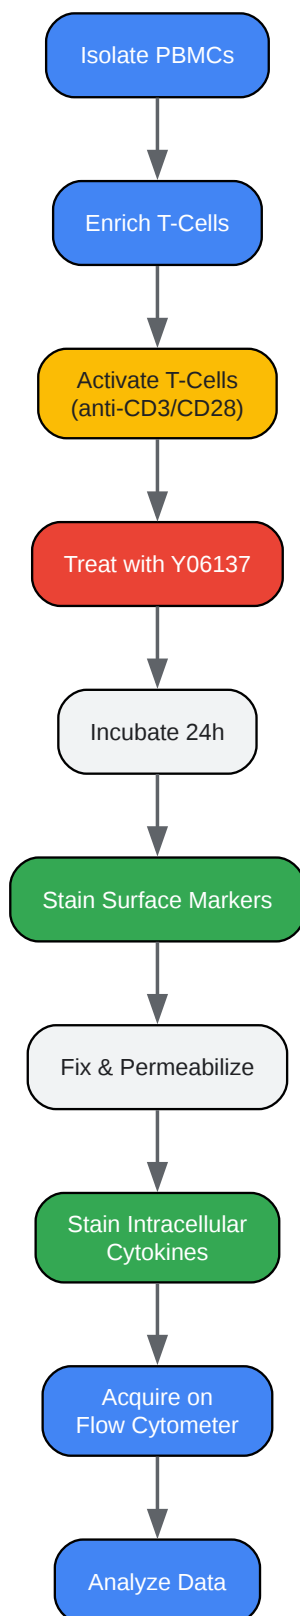 Isolate PBMCs
Enrich T-Cells
Activate T-Cells
(anti-CD3/CD28)
Treat with Y06137
Incubate 24h
Stain Surface Markers
Fix & Permeabilize
Stain Intracellular
Cytokines
Acquire on
Flow Cytometer
Analyze Data